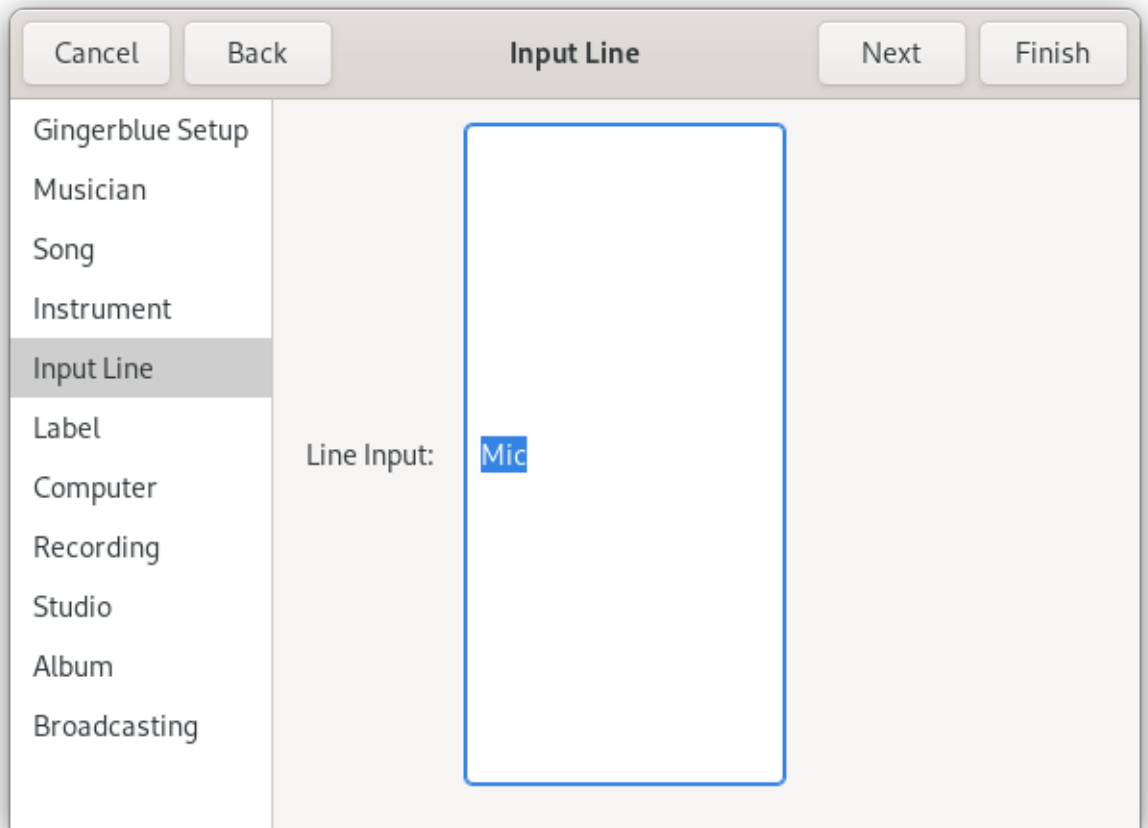 Cancel Back Input Line Next Finish
Gingerblue Setup
Musician
Song
Instrument
Input Line
Label
Computer
Recording
Studio
Album
Broadcasting
Line Input: Mic